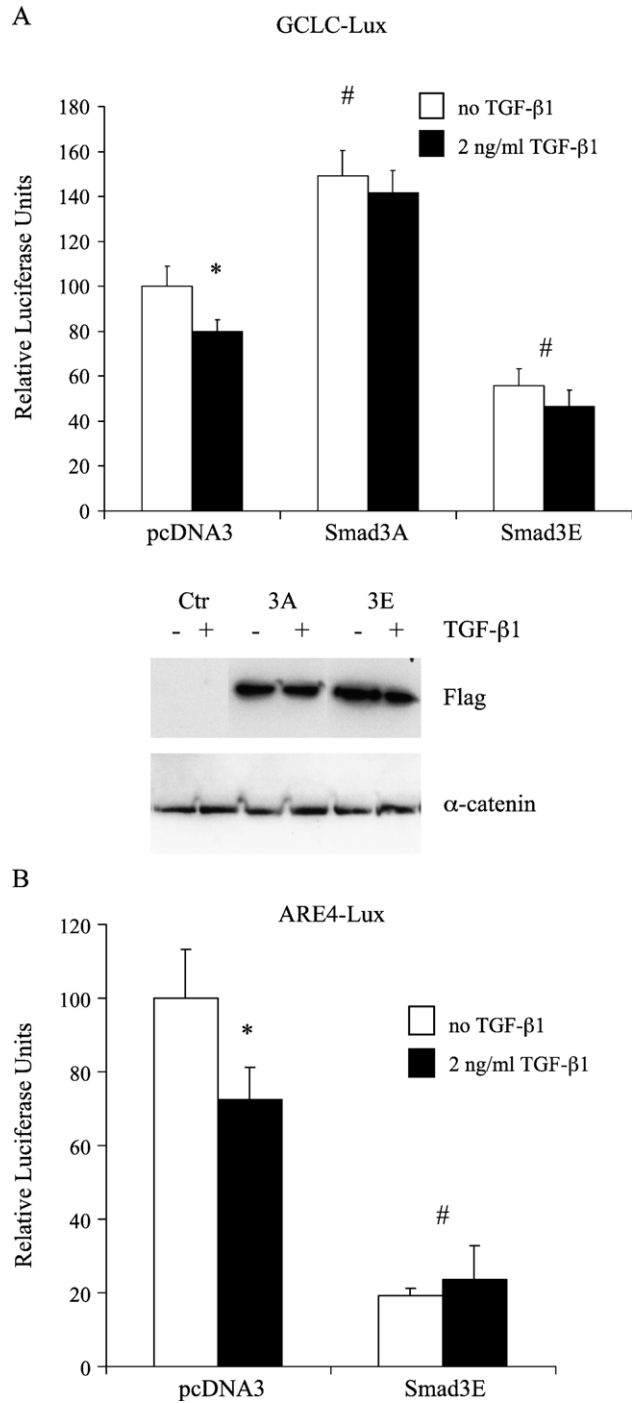 A
GCLC-Lux
Relative Luciferase Units
180
160
140
120
100
80
60
40
20
0
#
*
#
no TGF-β1
2 ng/ml TGF-β1
pcDNA3 Smad3A Smad3E
Ctr 3A 3E
- + - + - + TGF-β1
Flag
α-catenin
B
ARE4-Lux
Relative Luciferase Units
120
100
80
60
40
20
0
*
#
no TGF-β1
2 ng/ml TGF-β1
pcDNA3 Smad3E